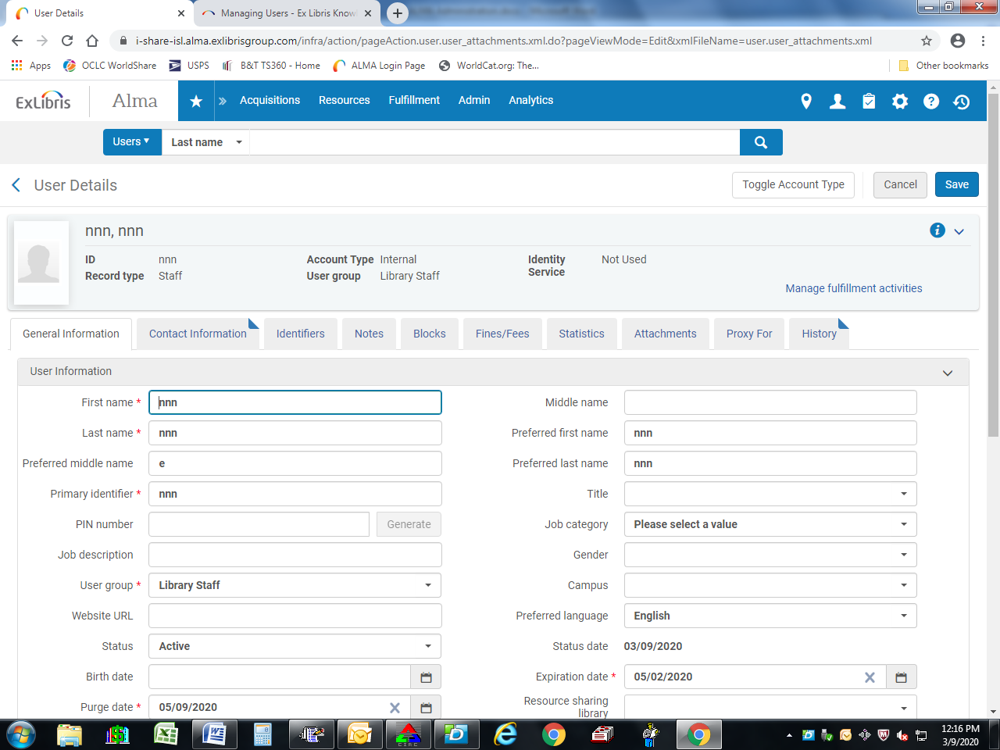 User Details
Managing Users - Ex Libris Knowl
i-share-isl.alma.exlibrisgroup.com/infra/action/pageAction.user.user_attachments.xml.do?pageViewMode=Edit&xmlFileName=user.user_attachments.xml
Apps OCLC WorldShare USPS B&T TS360 - Home ALMA Login Page WorldCat.org: The... Other bookmarks
ExLibris Alma Acquisitions Resources Fulfillment Admin Analytics
Users Last name
User Details Toggle Account Type Cancel Save
nnn, nnn
ID nnn Account Type Internal Identity Service Not Used
Record type Staff User group Library Staff
Manage fulfillment activities
General Information Contact Information Identifiers Notes Blocks Fines/Fees Statistics Attachments Proxy For History
User Information
First name * nnn Middle name
Last name * nnn Preferred first name nnn
Preferred middle name e Preferred last name nnn
Primary identifier * nnn Title
PIN number Generate Job category Please select a value
Job description Gender
User group * Library Staff Campus
Website URL Preferred language English
Status Active Status date 03/09/2020
Birth date Expiration date * 05/02/2020
Purge date * 05/09/2020 Resource sharing library
CIRC
12:16 PM
3/9/2020